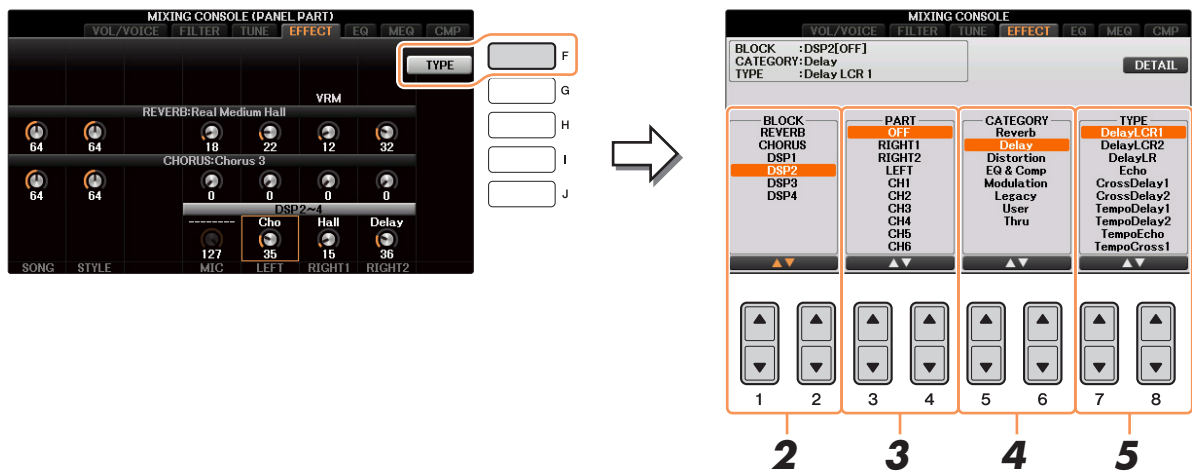 MIXING CONSOLE (PANEL PART)
VOL/VOICE FILTER TUNE EFFECT EQ MEQ CMP
TYPE
VRM
REVERB:Real Medium Hall
64 64 18 22 12 32
CHORUS:Chorus 3
64 64 0 0 0 0
DSP2~4
-------- Cho Hall Delay
127 35 15 36
SONG STYLE MIC LEFT RIGHT1 RIGHT2
F
G
H
I
J
MIXING CONSOLE
VOL/VOICE FILTER TUNE EFFECT EQ MEQ CMP
BLOCK :DSP2[OFF]
CATEGORY:Delay
TYPE :Delay LCR 1
DETAIL
BLOCK
REVERB
CHORUS
DSP1
DSP2
DSP3
DSP4
PART
OFF
RIGHT1
RIGHT2
LEFT
CH1
CH2
CH3
CH4
CH5
CH6
CATEGORY
Reverb
Delay
Distortion
EQ & Comp
Modulation
Legacy
User
Thru
TYPE
DelayLCR1
DelayLCR2
DelayLR
Echo
CrossDelay1
CrossDelay2
TempoDelay1
TempoDelay2
TempoEcho
TempoCross1
1 2 3 4 5 6 7 8
2 3 4 5